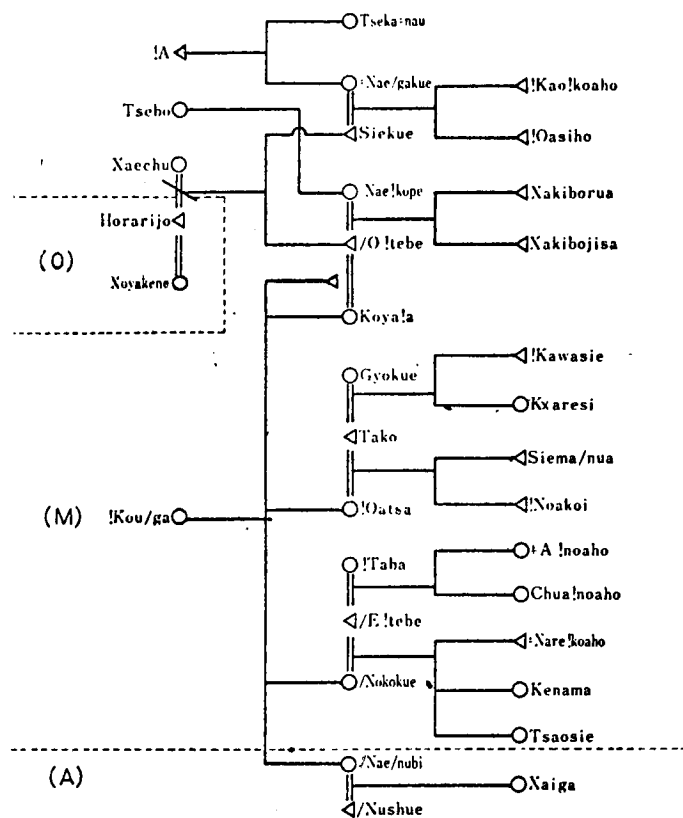 Tseka≠nau
!A
≠Nae/gakue
!Kao!koaho
Tsebo
!Oasiho
Siekue
Xaechu
Nae!kope
Xakiborua
Horarijo
(O)
/O!tebe
Xakibojisa
Xoyakene
Koya!a
!Kawasie
Gyokue
Kxaresi
Tako
Siema/nua
(M)
!Kou/ga
!Oatsa
!Noakoi
!Taba
≠A!noaho
Chua!noaho
/E!tebe
≠Nare!koaho
/Nokokue
Kenama
Tsaosie
(A)
/Nae/nubi
Xaiga
/Nushue